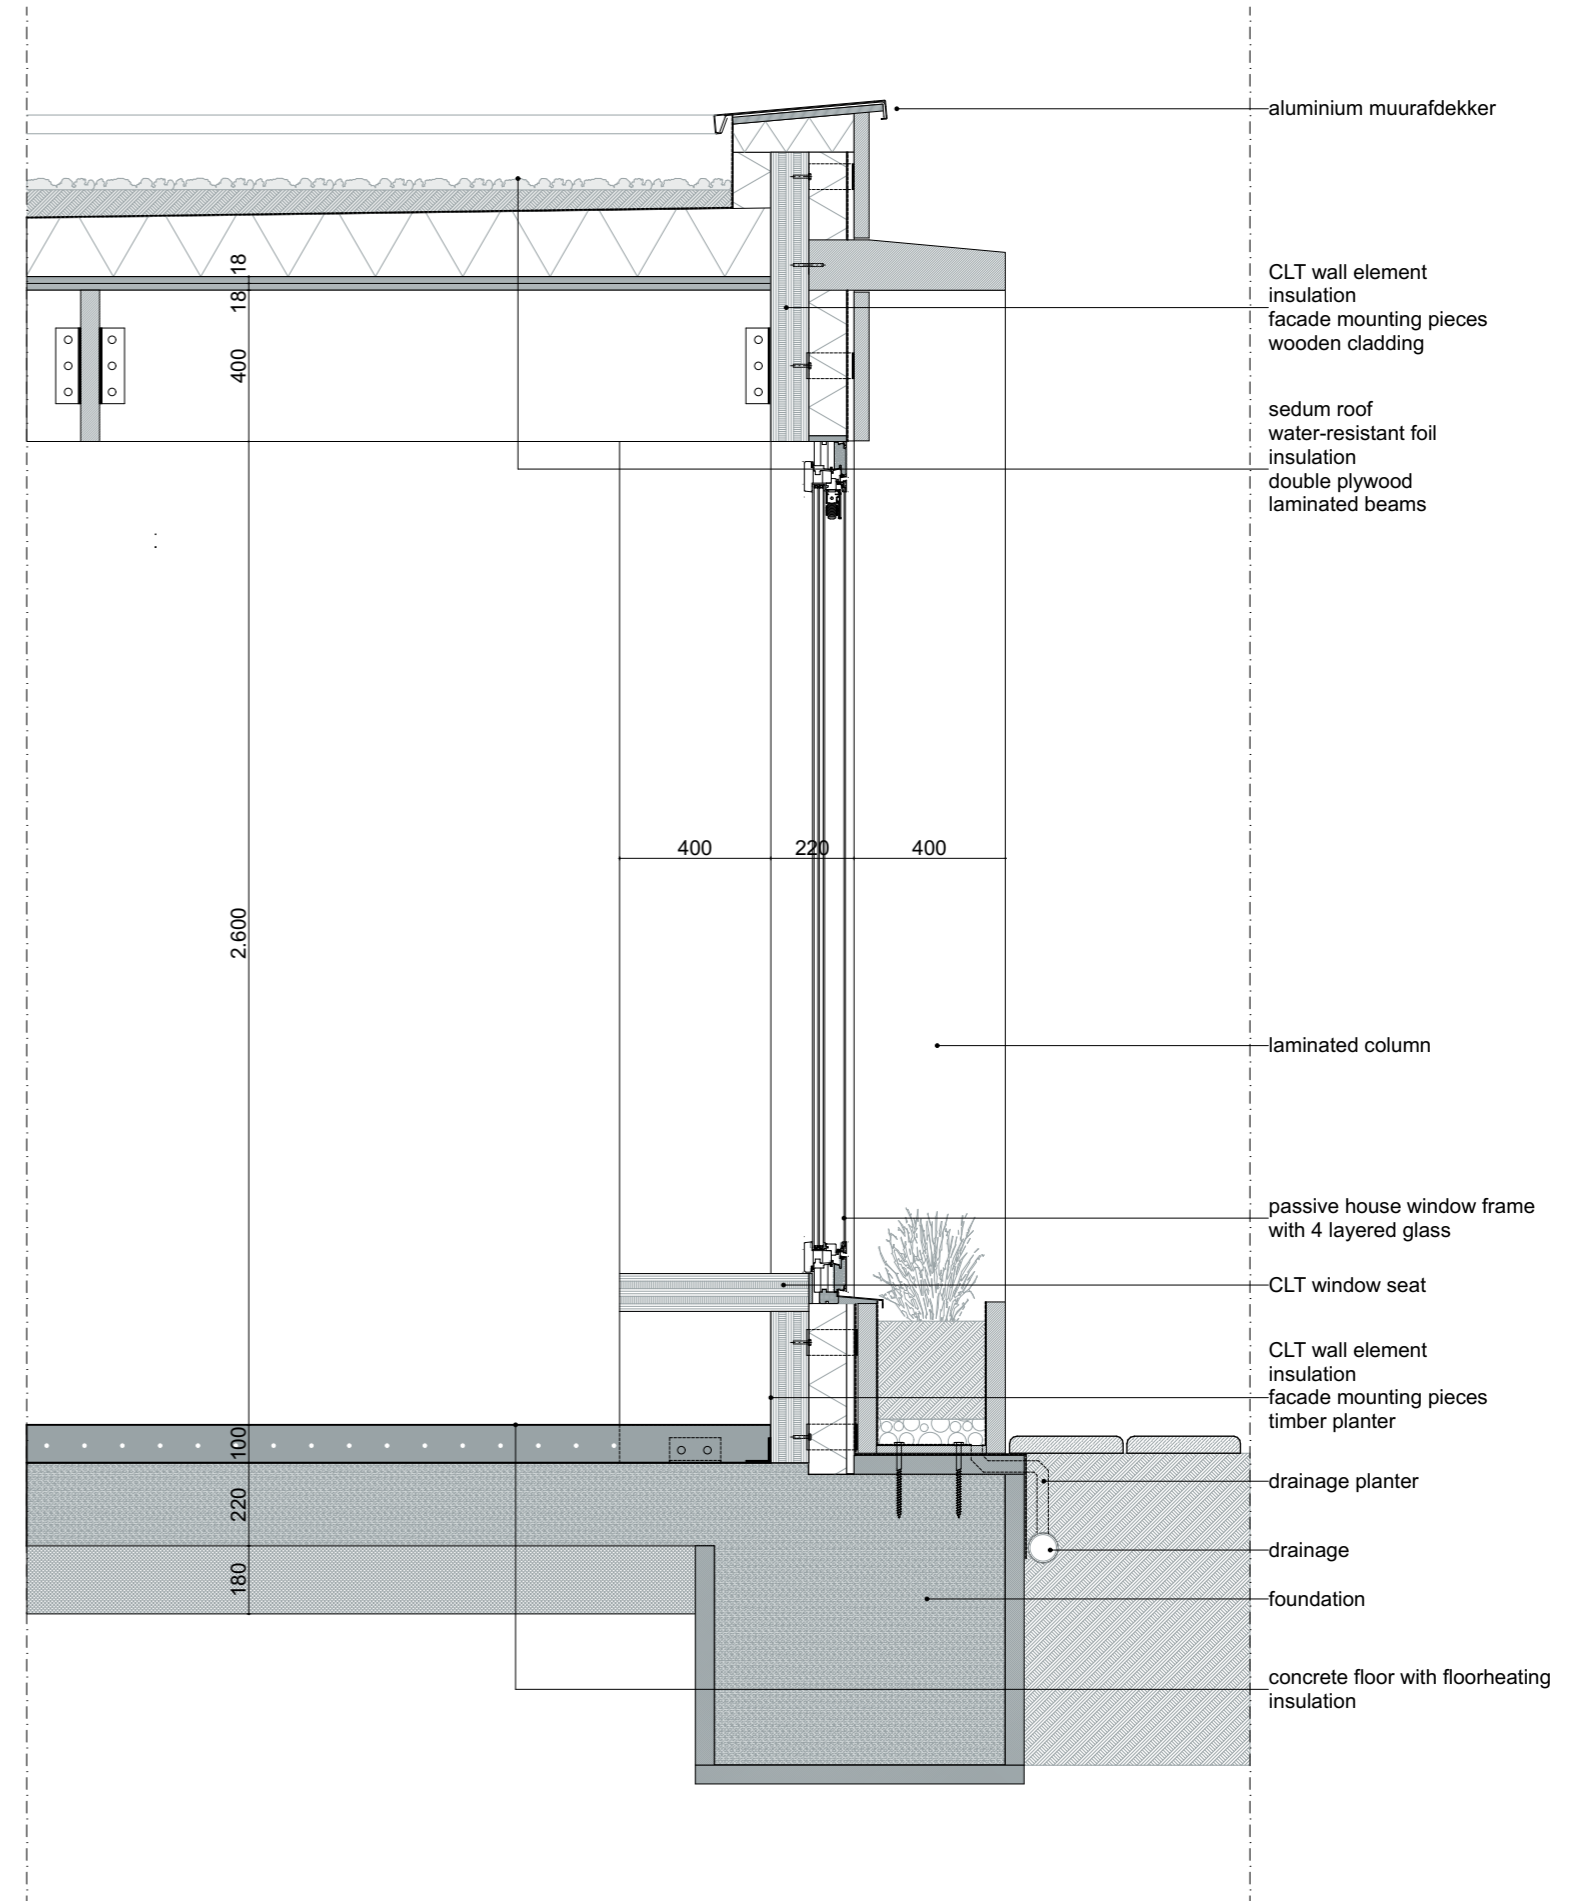 aluminium muurafdekker
CLT wall element
insulation
facade mounting pieces
wooden cladding
18
18
400
sedum roof
water-resistant foil
insulation
double plywood
laminated beams
400
220
400
2.600
laminated column
passive house window frame
with 4 layered glass
CLT window seat
CLT wall element
insulation
facade mounting pieces
timber planter
100
drainage planter
220
drainage
180
foundation
concrete floor with floorheating
insulation